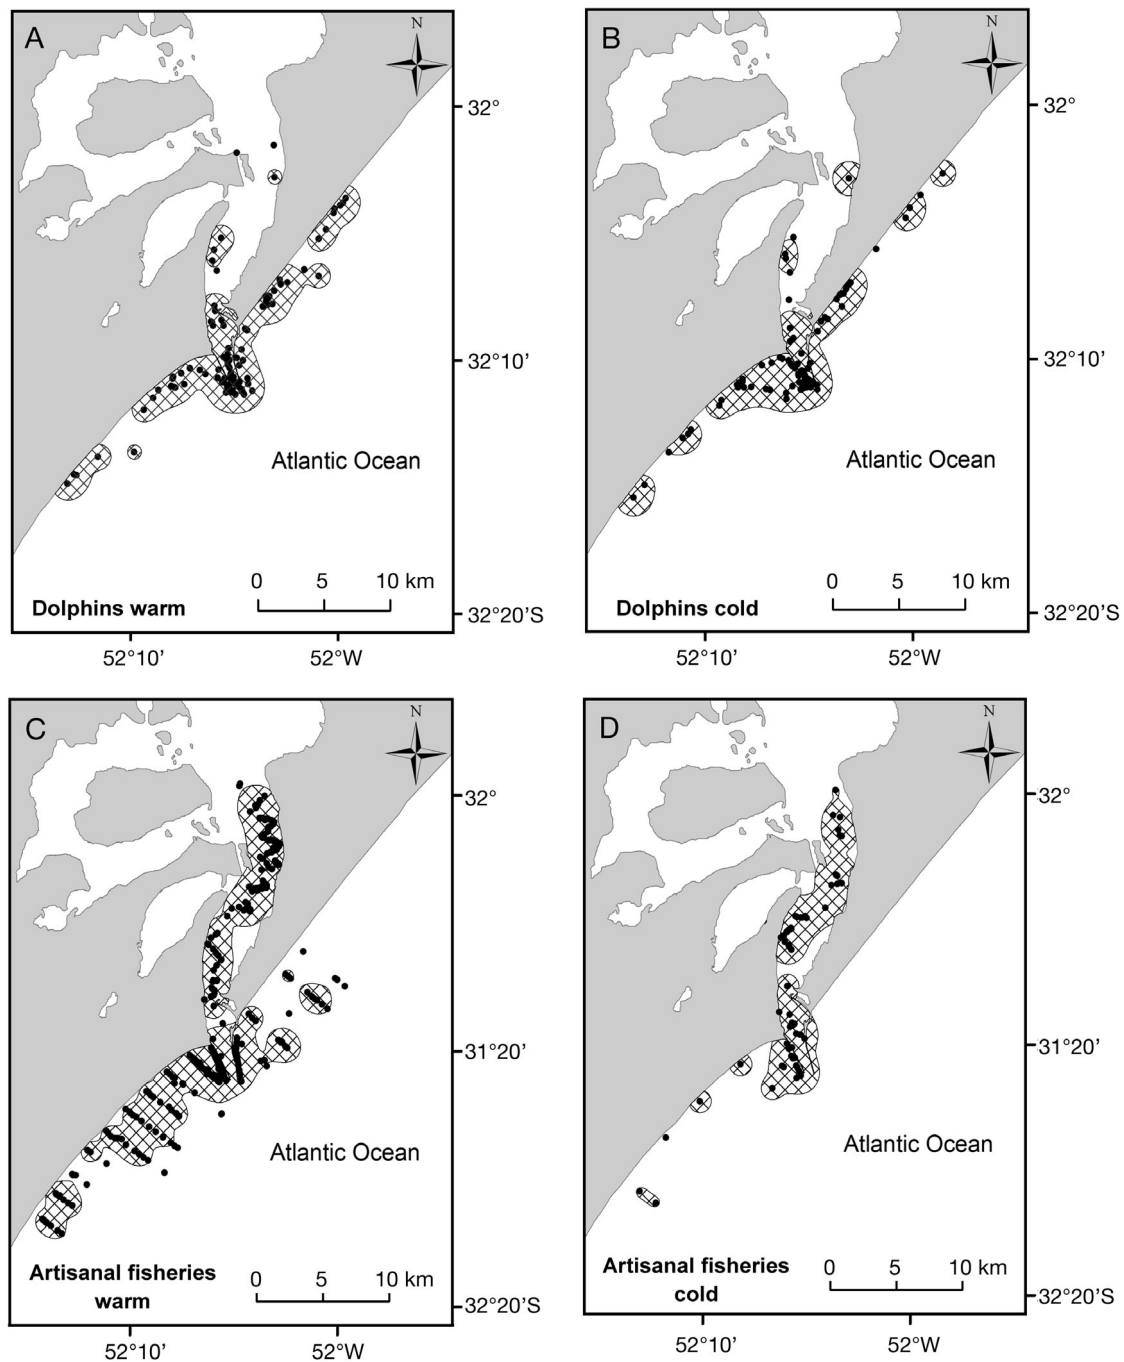 A
N
32°
32°10'
Atlantic Ocean
0 5 10 km
Dolphins warm
32°20'S
52°10'
52°W
B
N
32°
32°10'
Atlantic Ocean
0 5 10 km
Dolphins cold
32°20'S
52°10'
52°W
C
N
32°
31°20'
Atlantic Ocean
Artisanal fisheries
warm
0 5 10 km
32°20'S
52°10'
52°W
D
N
32°
31°20'
Atlantic Ocean
Artisanal fisheries
cold
0 5 10 km
32°20'S
52°10'
52°W